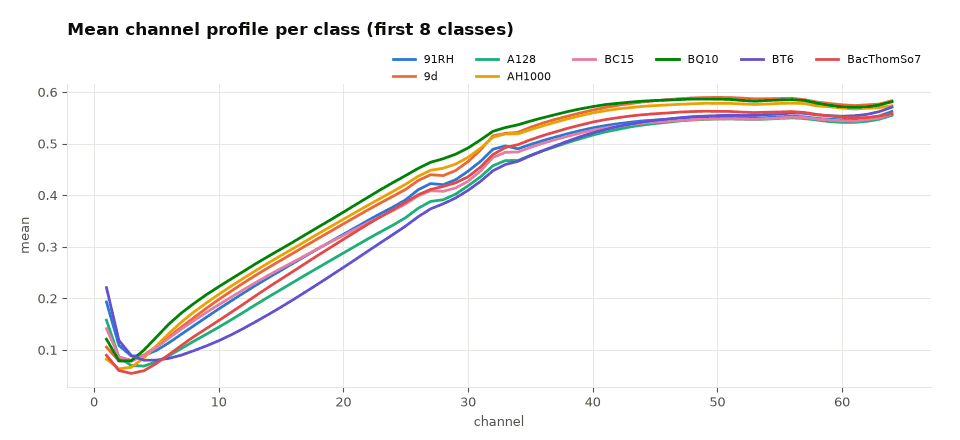 Mean channel profile per class (first 8 classes)
91RH A128 BC15 BQ10 BT6 BacThomSo7
9d AH1000
0.6
0.5
0.4
0.3
0.2
0.1
mean
0 10 20 30 40 50 60
channel